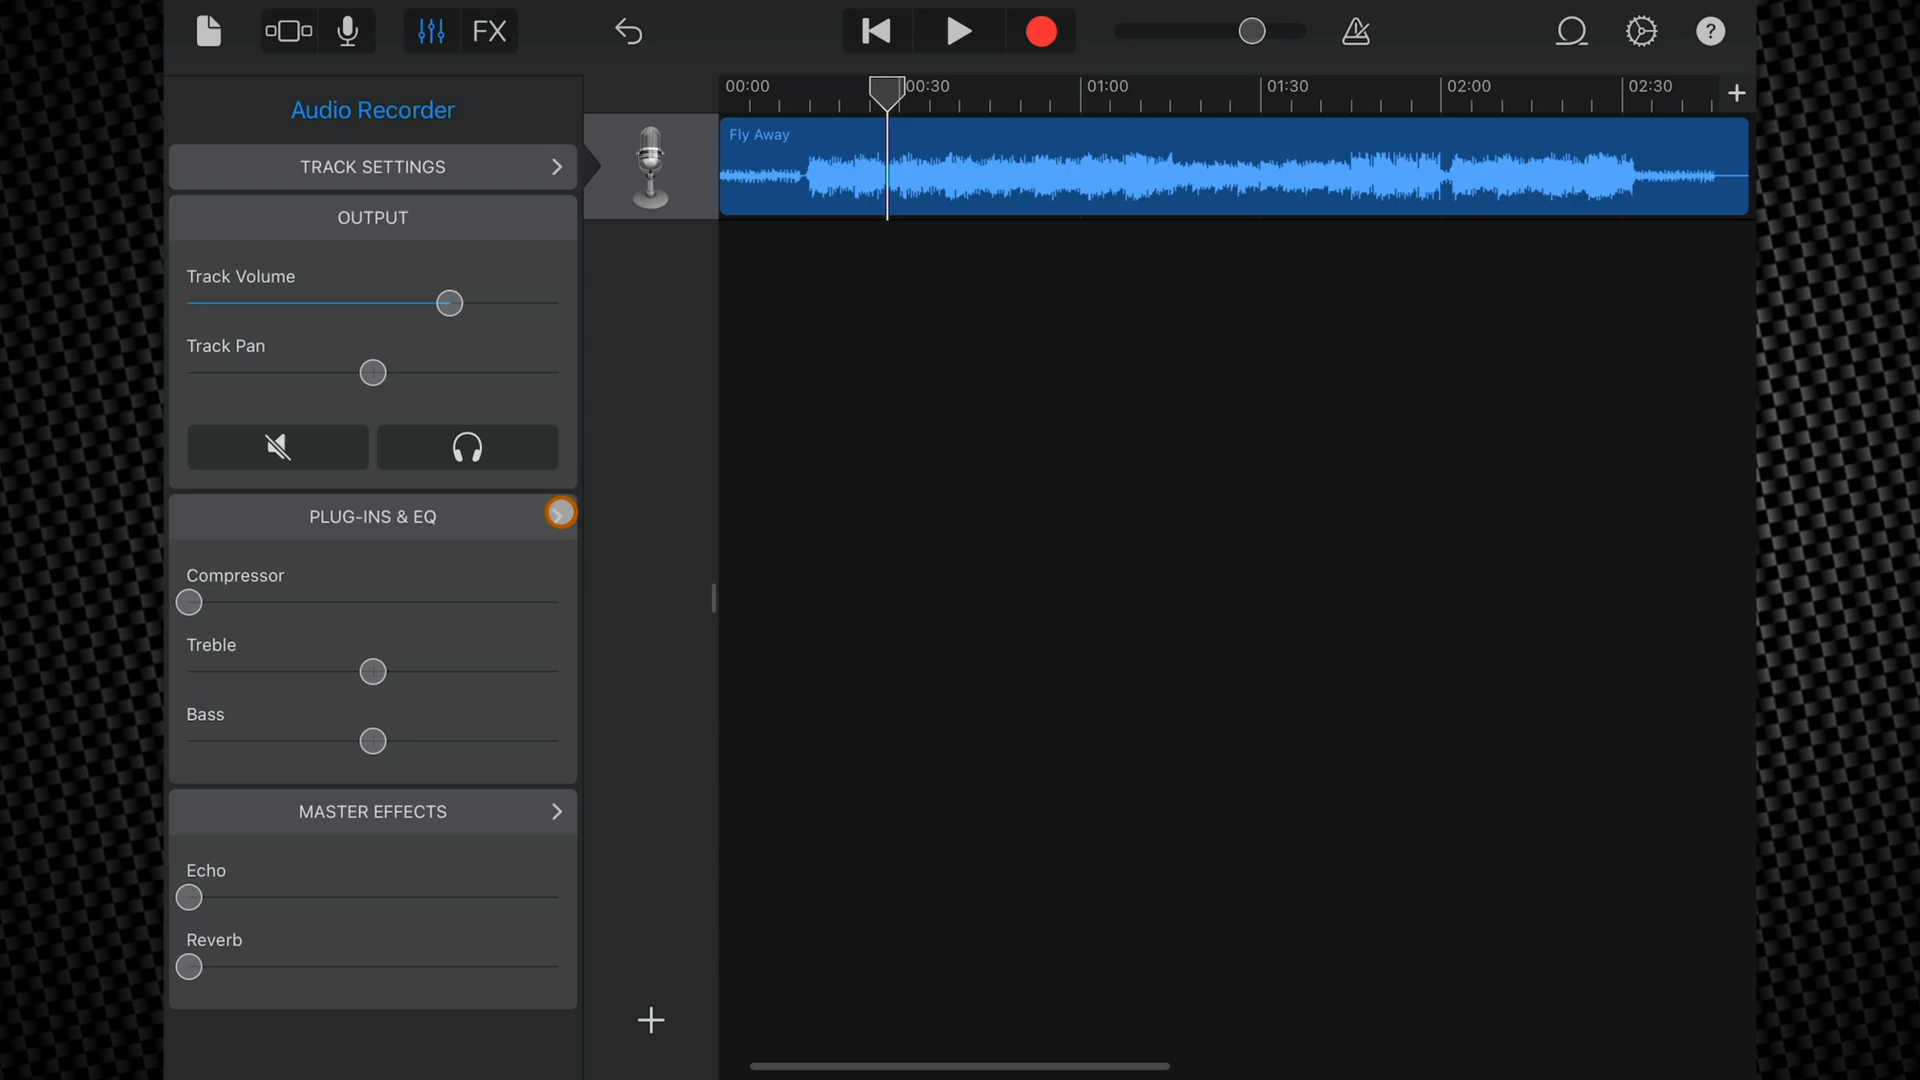 FX
?
00:00
00:30
01:00
01:30
02:00
02:30
Audio Recorder
Fly Away
TRACK SETTINGS
OUTPUT
Track Volume
Track Pan
PLUG-INS & EQ
Compressor
Treble
Bass
MASTER EFFECTS
Echo
Reverb